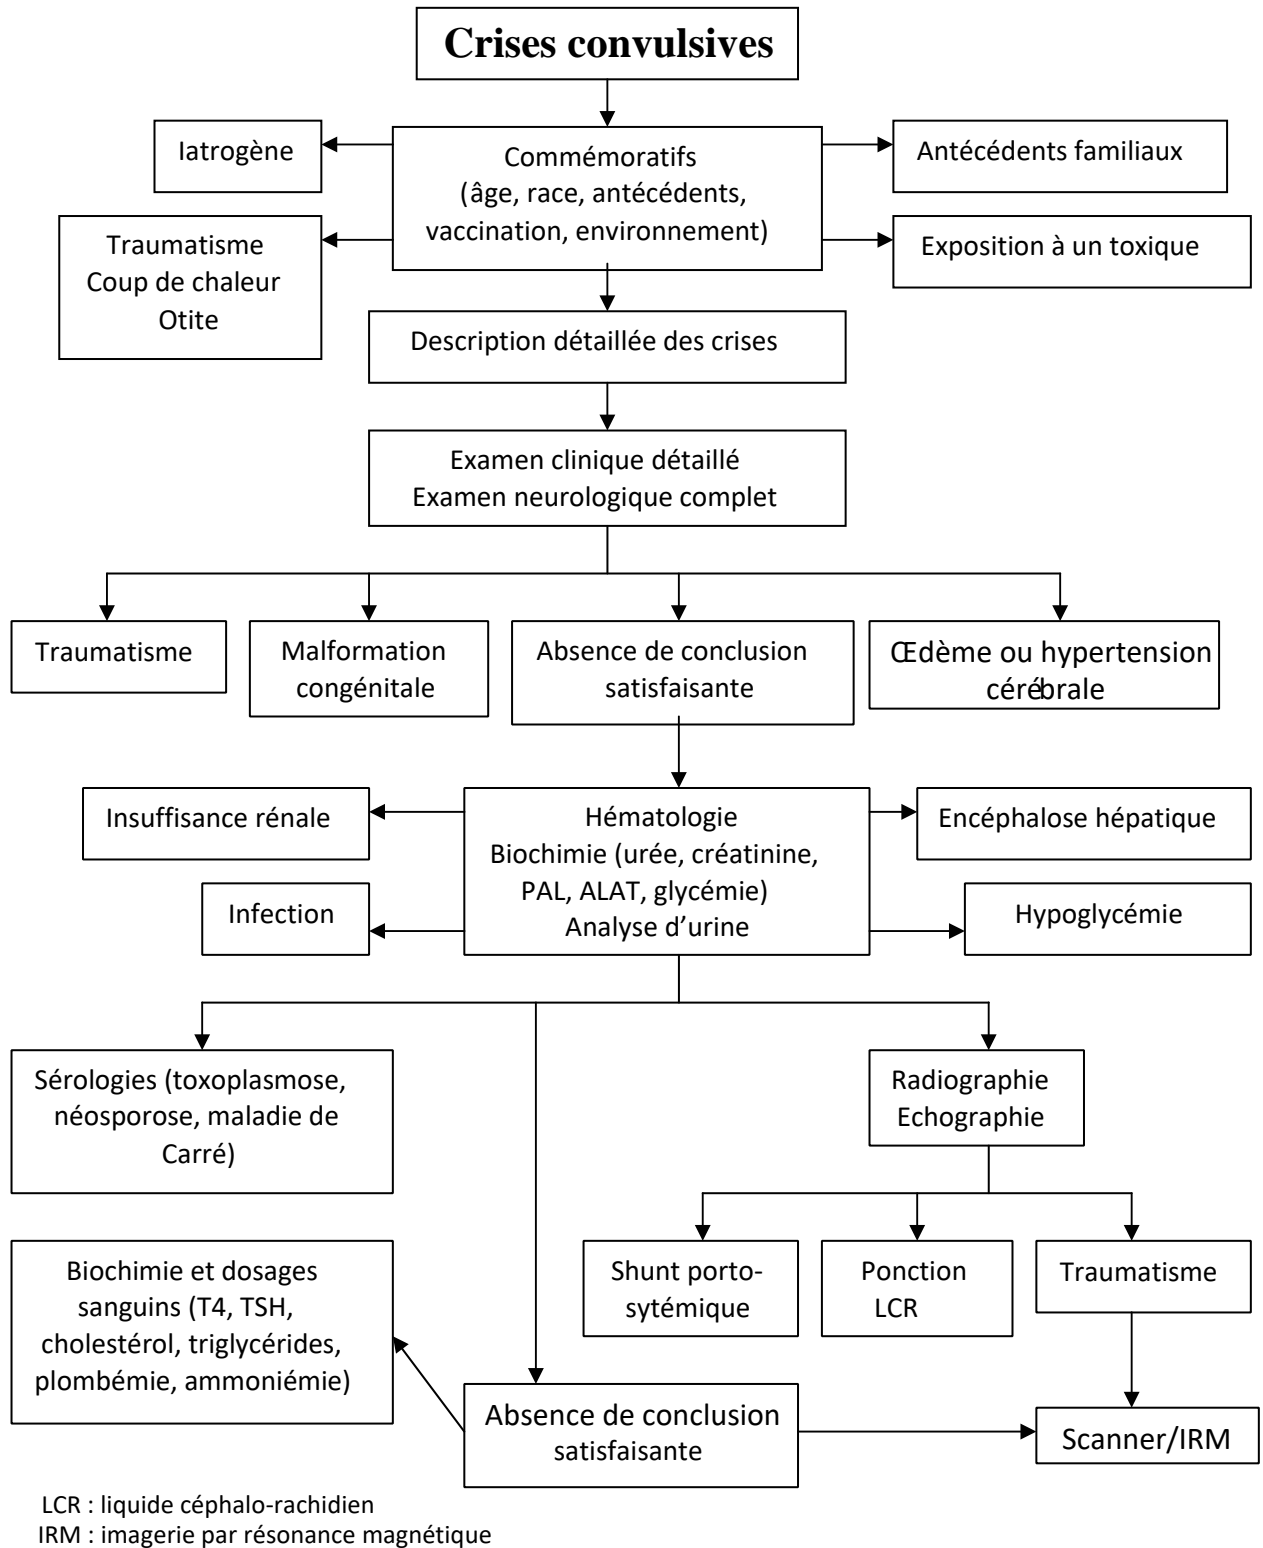 Crises convulsives
Iatrogène
Commémoratifs
(âge, race, antécédents,
vaccination, environnement)
Antécédents familiaux
Traumatisme
Coup de chaleur
Otite
Exposition à un toxique
Description détaillée des crises
Examen clinique détaillé
Examen neurologique complet
Traumatisme
Malformation
congénitale
Absence de conclusion
satisfaisante
Œdème ou hypertension
cérébrale
Insuffisance rénale
Hématologie
Biochimie (urée, créatinine,
PAL, ALAT, glycémie)
Analyse d’urine
Encéphalose hépatique
Infection
Hypoglycémie
Sérologies (toxoplasmose,
néosporose, maladie de
Carré)
Radiographie
Echographie
Biochimie et dosages
sanguins (T4, TSH,
cholestérol, triglycérides,
plombémie, ammoniémie)
Shunt porto-
sytémique
Ponction
LCR
Traumatisme
Absence de conclusion
satisfaisante
Scanner/IRM
LCR : liquide céphalo-rachidien
IRM : imagerie par résonance magnétique